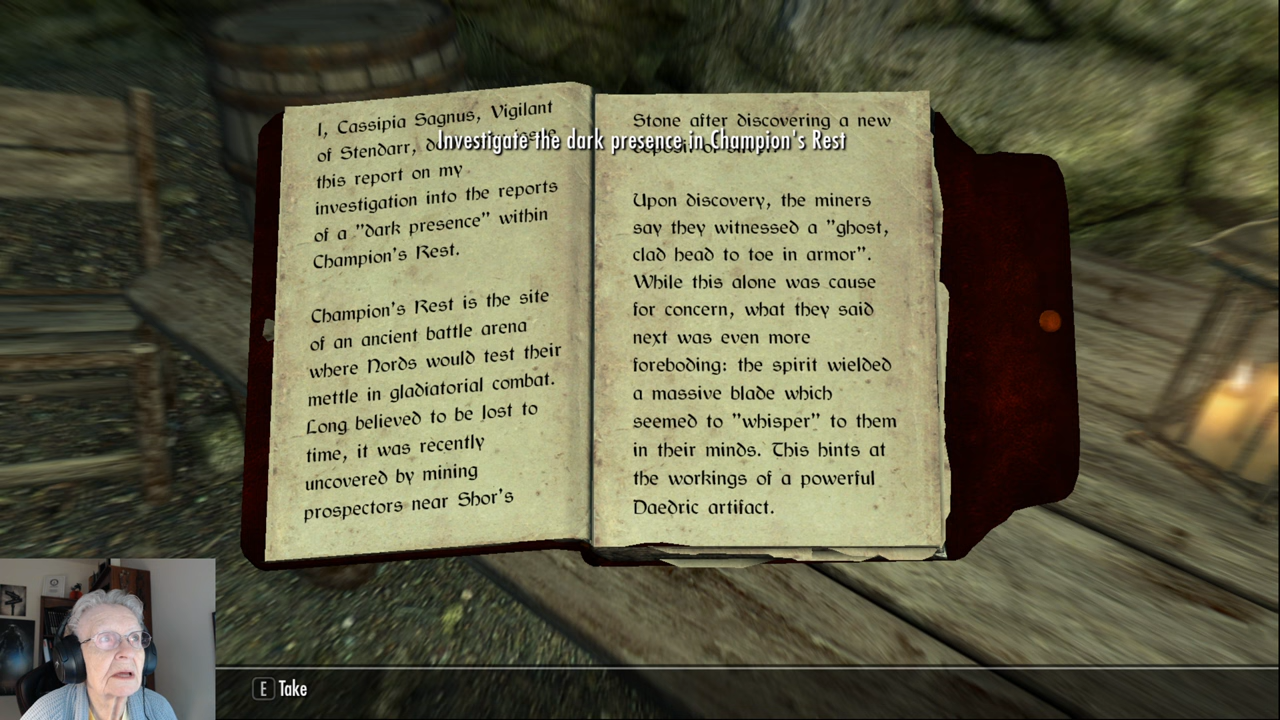 I, Cassipia Sagnus, Vigilant
of Stendarr,
this report on my
investigation into the reports
of a "dark presence" within
Champion's Rest.
Champion's Rest is the site
of an ancient battle arena
where Nords would test their
mettle in gladiatorial combat.
Long believed to be lost to
time, it was recently
uncovered by mining
prospectors near Shor's
Stone after discovering a new
Upon discovery, the miners
say they witnessed a "ghost,
clad head to toe in armor".
While this alone was cause
for concern, what they said
next was even more
foreboding: the spirit wielded
a massive blade which
seemed to "whisper" to them
in their minds. This hints at
the workings of a powerful
Daedric artifact.
Investigate the dark presence in Champion's Rest
E Take